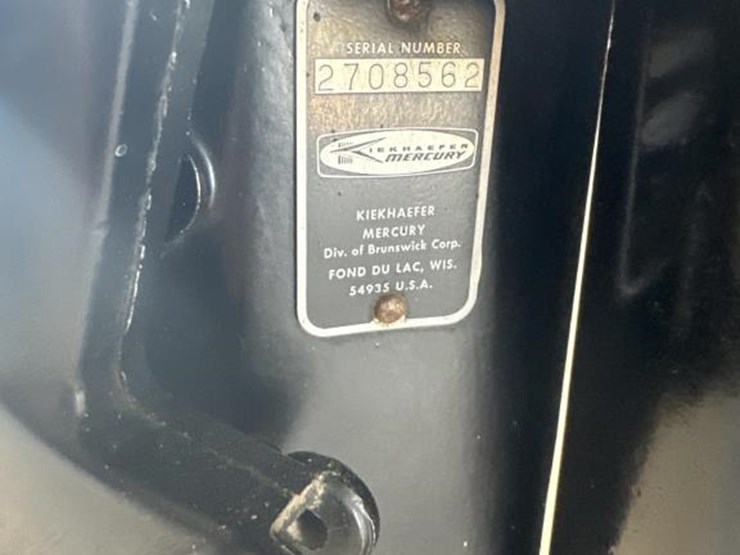 SERIAL NUMBER
2708562
KIEKHAEFER
MERCURY
KIEKHAEFER
MERCURY
Div. of Brunswick Corp.
FOND DU LAC, WIS.
54935 U.S.A.